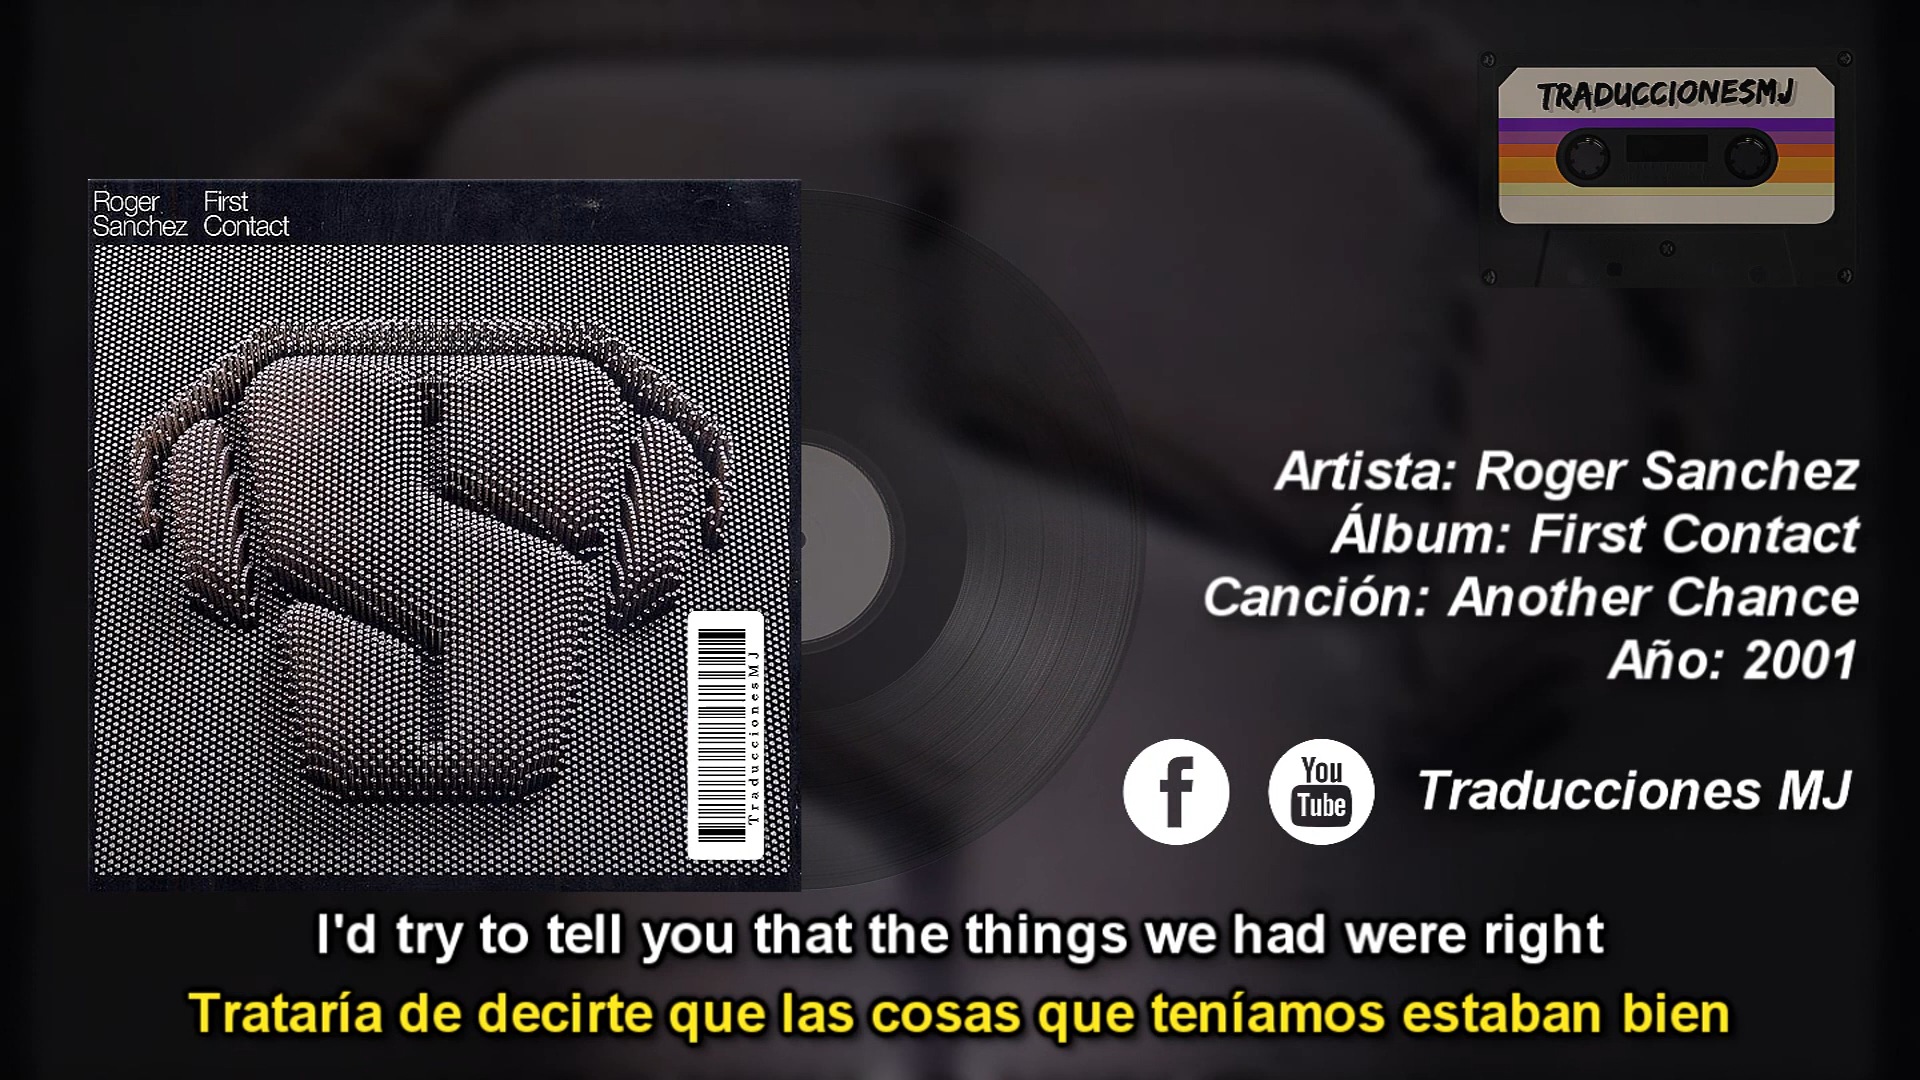 TRADUCCIONESMJ
Roger Sanchez
First Contact
TraduccionesMJ
Artista: Roger Sanchez
Álbum: First Contact
Canción: Another Chance
Año: 2001
f
You Tube
Traducciones MJ
I'd try to tell you that the things we had were right
Trataría de decirte que las cosas que teníamos estaban bien